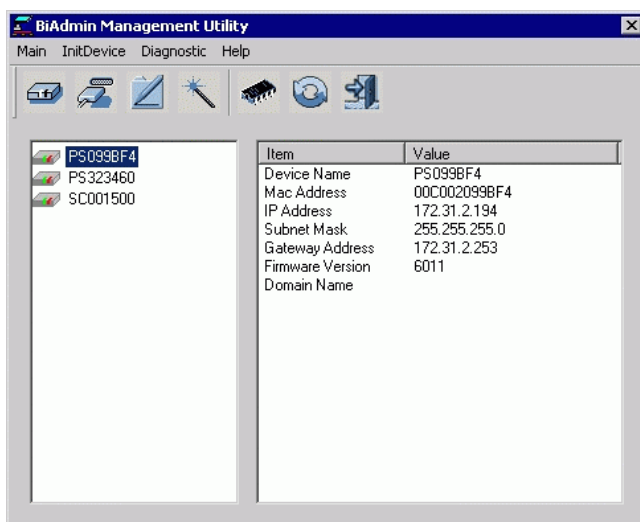 BiAdmin Management Utility
Main InitDevice Diagnostic Help
PS099BF4
PS323460
SC001500
Item Value
Device Name PS099BF4
Mac Address 00C002099BF4
IP Address 172.31.2.194
Subnet Mask 255.255.255.0
Gateway Address 172.31.2.253
Firmware Version 6011
Domain Name